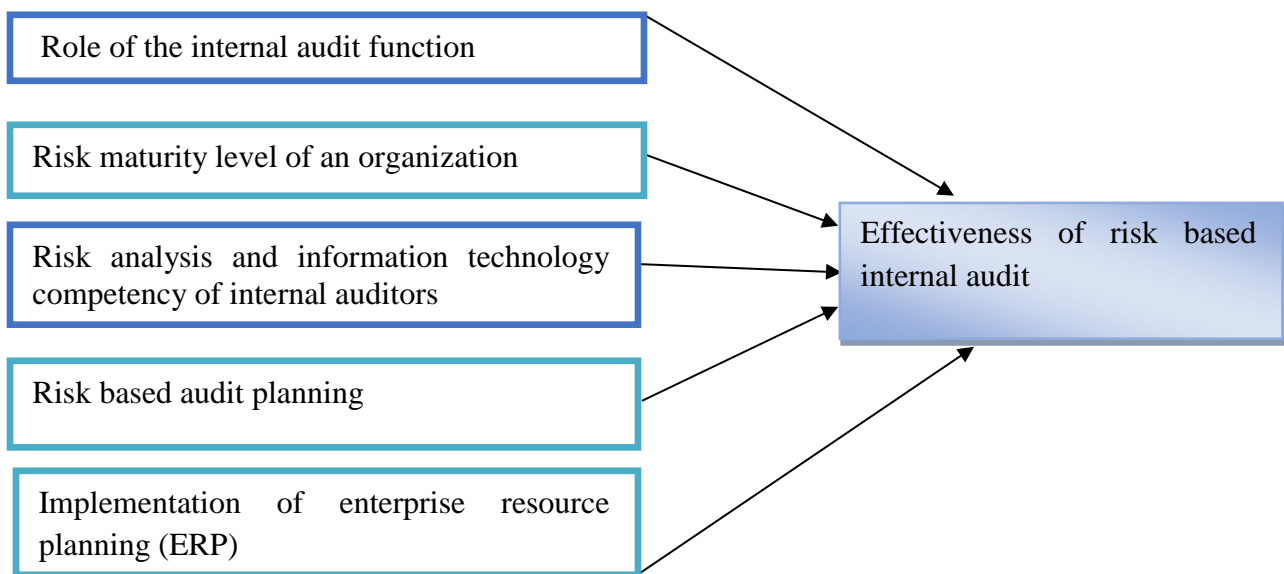 Role of the internal audit function
Risk maturity level of an organization
Risk analysis and information technology
competency of internal auditors
Risk based audit planning
Implementation of enterprise resource
planning (ERP)
Effectiveness of risk based
internal audit